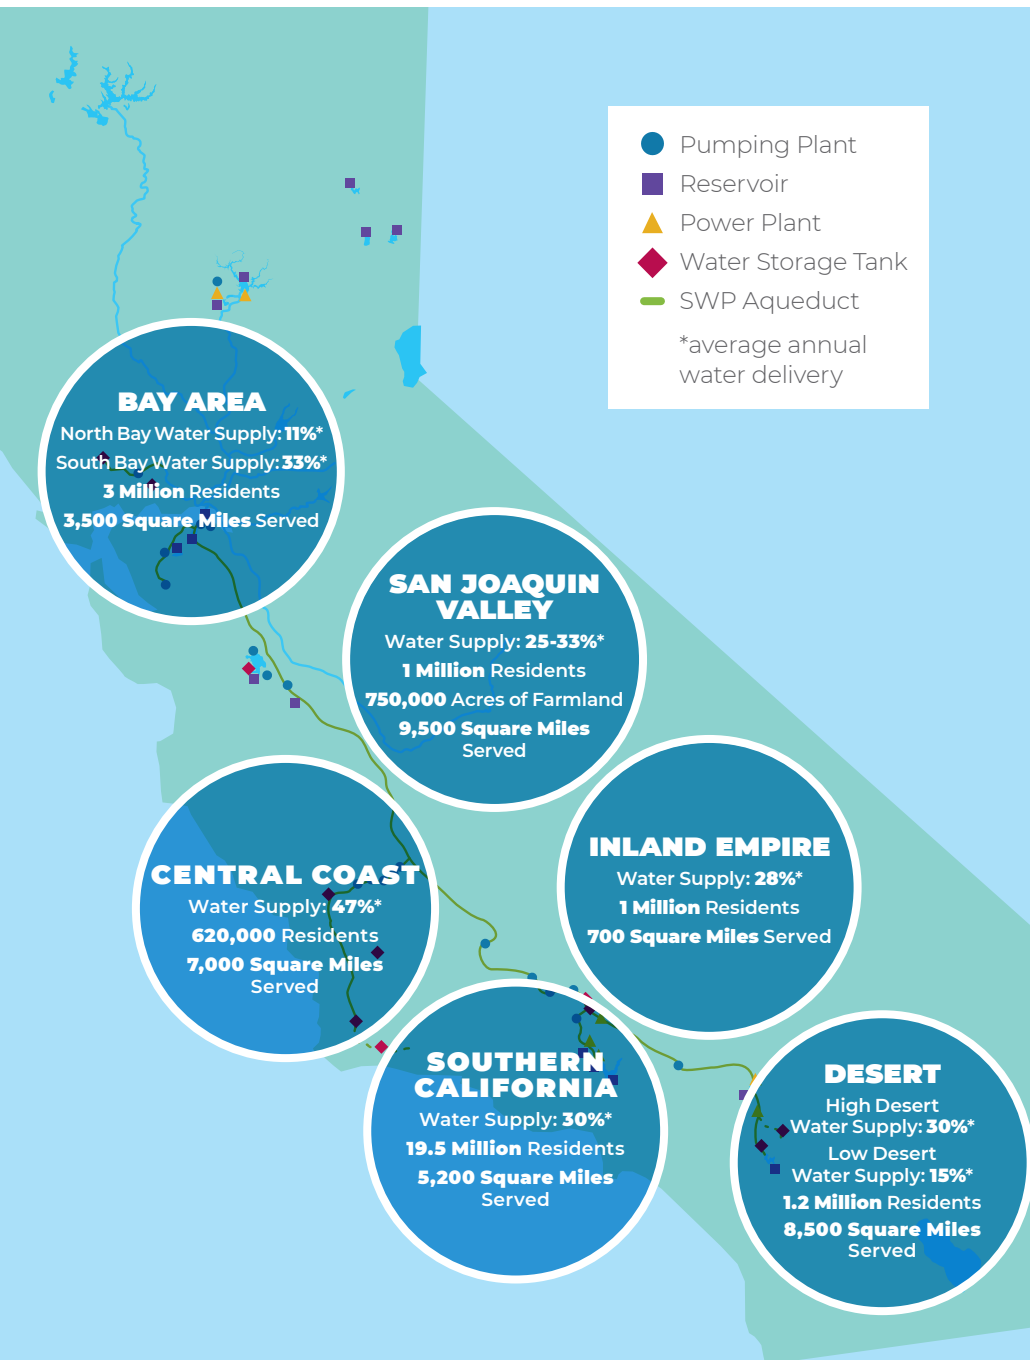 Pumping Plant
Reservoir
Power Plant
Water Storage Tank
SWP Aqueduct
*average annual
water delivery
BAY AREA
North Bay Water Supply: 11%*
South Bay Water Supply: 33%*
3 Million Residents
3,500 Square Miles Served
SAN JOAQUIN
VALLEY
Water Supply: 25-33%*
1 Million Residents
750,000 Acres of Farmland
9,500 Square Miles
Served
INLAND EMPIRE
Water Supply: 28%*
1 Million Residents
700 Square Miles Served
CENTRAL COAST
Water Supply: 47%*
620,000 Residents
7,000 Square Miles
Served
SOUTHERN
CALIFORNIA
Water Supply: 30%*
19.5 Million Residents
5,200 Square Miles
Served
DESERT
High Desert
Water Supply: 30%*
Low Desert
Water Supply: 15%*
1.2 Million Residents
8,500 Square Miles
Served